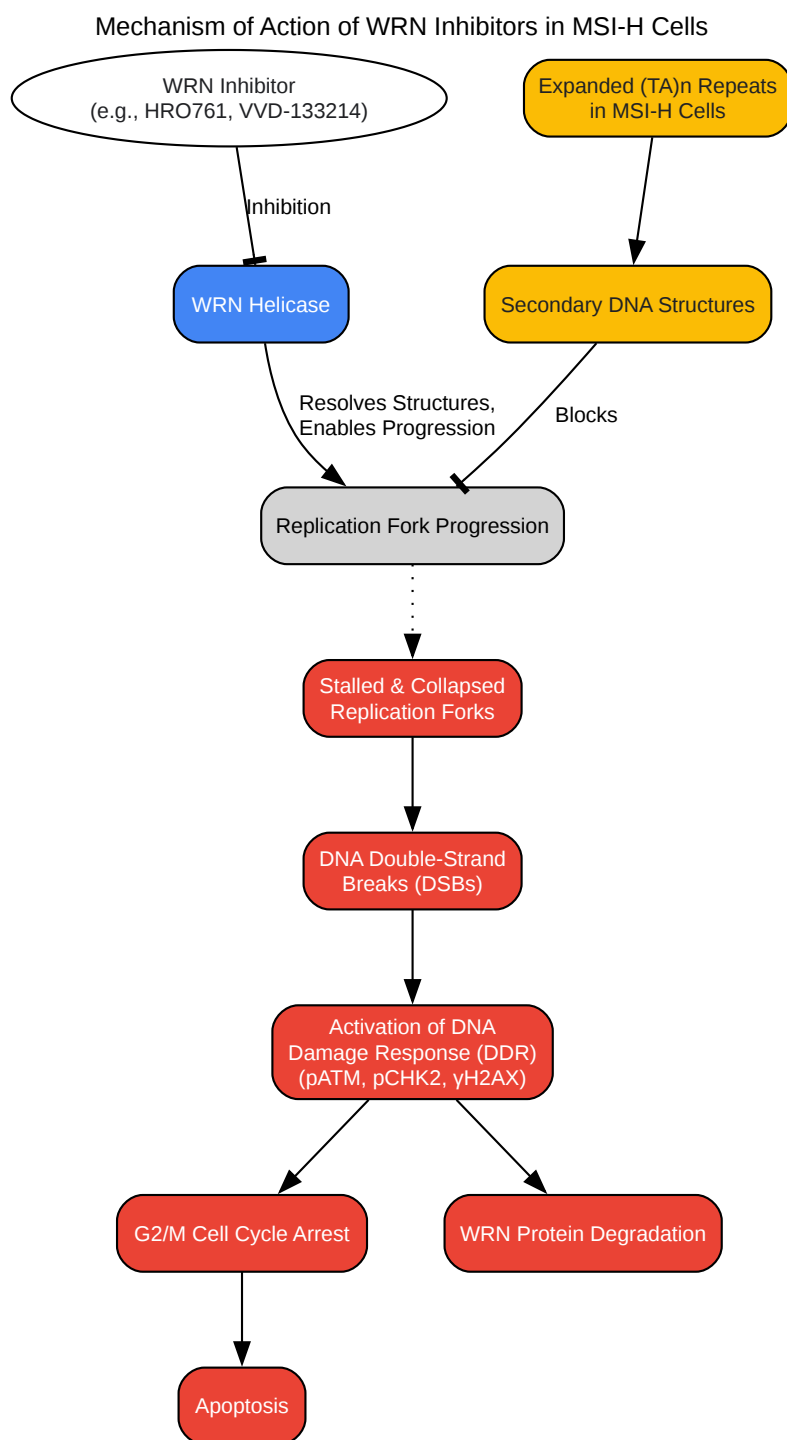 Mechanism of Action of WRN Inhibitors in MSI-H Cells
WRN Inhibitor
(e.g., HRO761, VVD-133214)
Expanded (TA)n Repeats
in MSI-H Cells
Inhibition
WRN Helicase
Secondary DNA Structures
Resolves Structures,
Enables Progression
Blocks
Replication Fork Progression
Stalled & Collapsed
Replication Forks
DNA Double-Strand
Breaks (DSBs)
Activation of DNA
Damage Response (DDR)
(pATM, pCHK2, γH2AX)
G2/M Cell Cycle Arrest
WRN Protein Degradation
Apoptosis